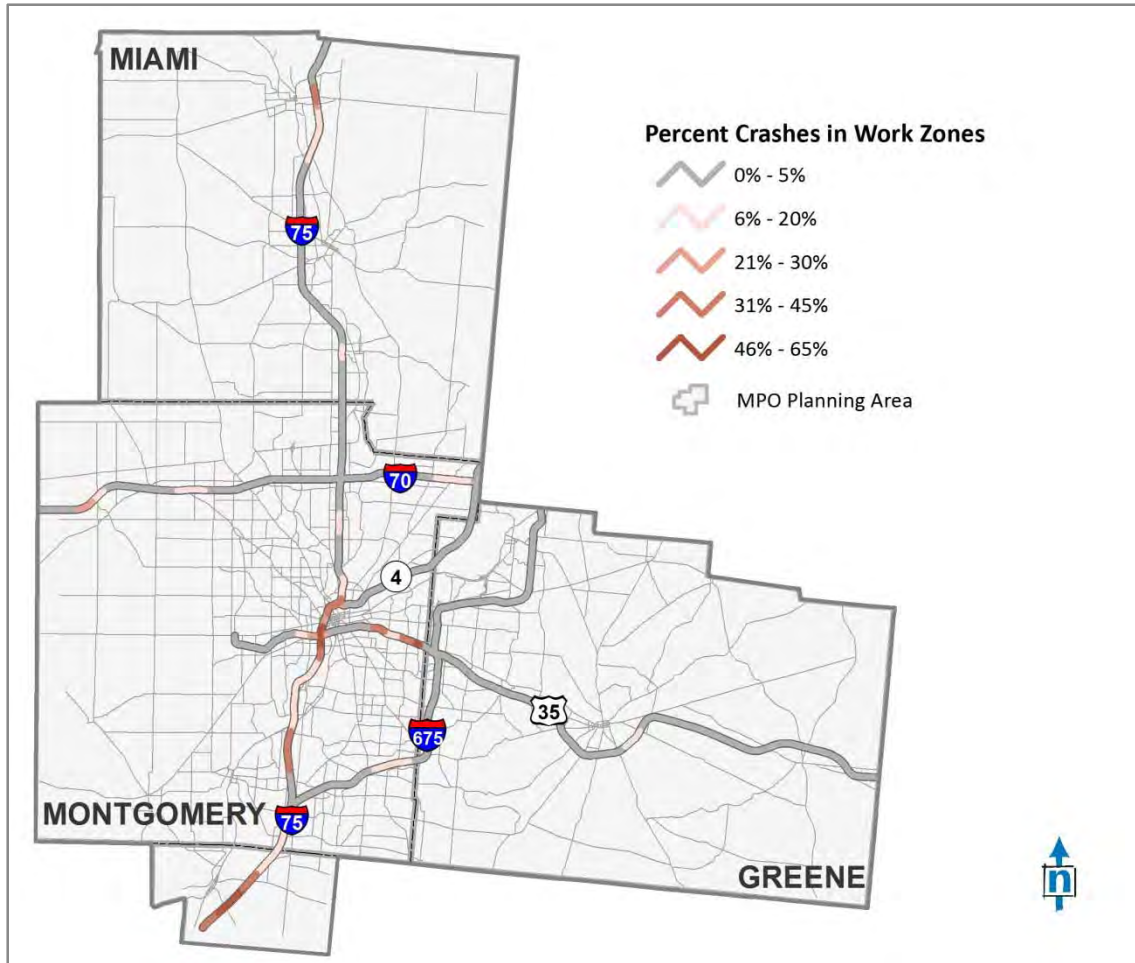 MIAMI
Percent Crashes in Work Zones
0% - 5%
6% - 20%
21% - 30%
31% - 45%
46% - 65%
MPO Planning Area
75
70
4
35
675
MONTGOMERY
75
GREENE
n